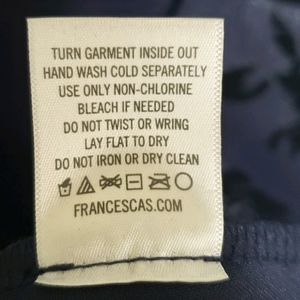 TURN GARMENT INSIDE OUT
HAND WASH COLD SEPARATELY
USE ONLY NON-CHLORINE
BLEACH IF NEEDED
DO NOT TWIST OR WRING
LAY FLAT TO DRY
DO NOT IRON OR DRY CLEAN
FRANCESCAS.COM